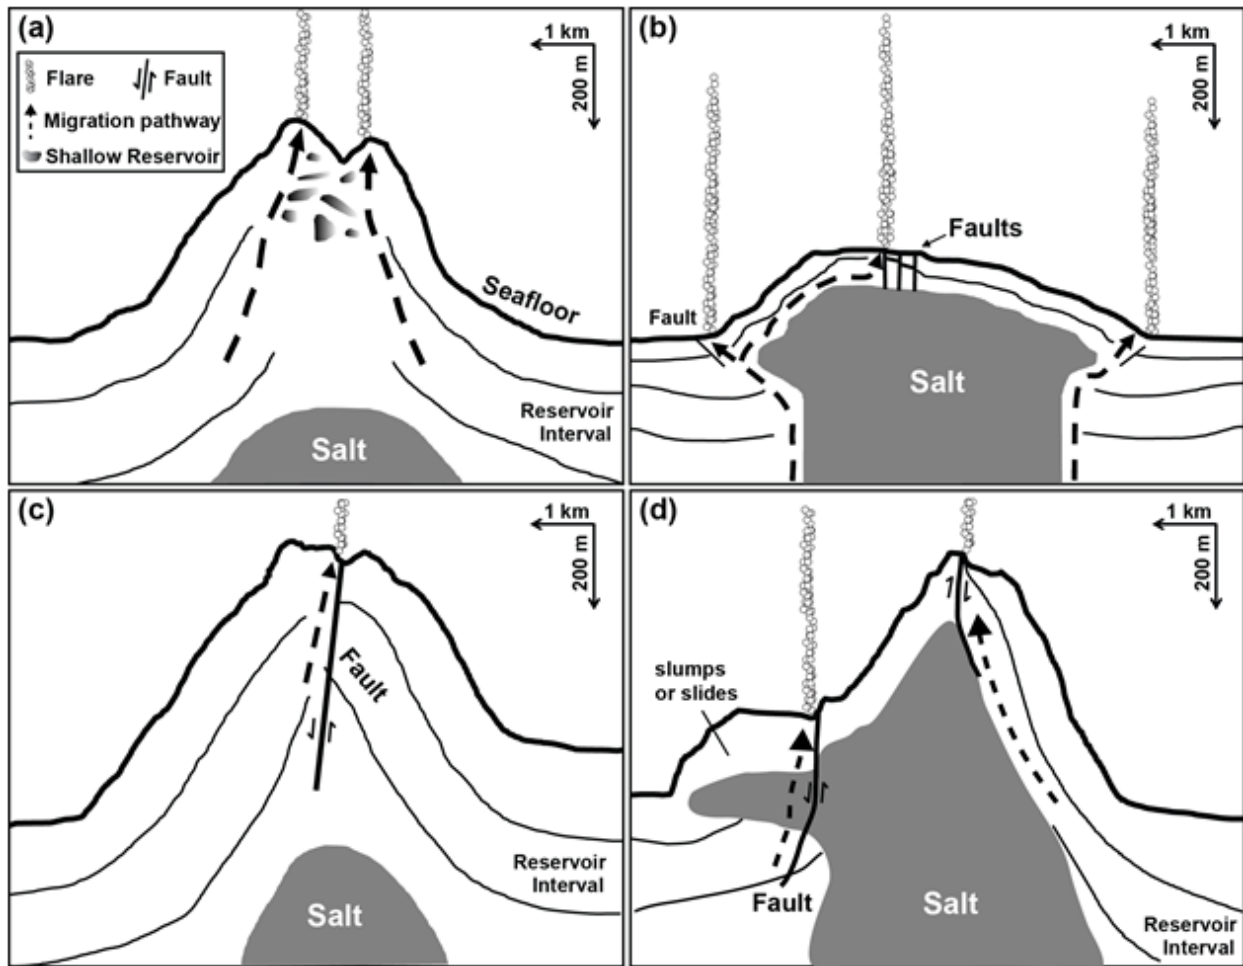 (a)
1 km
200 m
Flare
Fault
Migration pathway
Shallow Reservoir
Seafloor
Reservoir
Interval
Salt
(b)
1 km
200 m
Faults
Fault
Salt
(c)
1 km
200 m
Fault
Reservoir
Interval
Salt
(d)
1 km
200 m
slumps
or slides
Fault
Salt
Reservoir
Interval